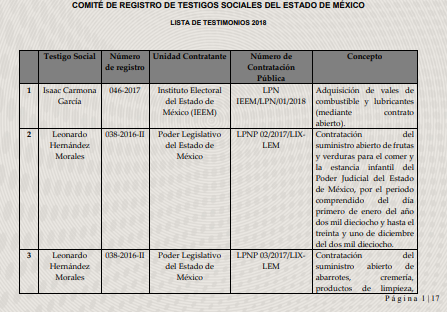 COMITÉ DE REGISTRO DE TESTIGOS SOCIALES DEL ESTADO DE MÉXICO
LISTA DE TESTIMONIOS 2018
Testigo Social Número de registro Unidad Contratante Número de Contratación Pública Concepto
1 Isaac Carmona García 046-2017 Instituto Electoral del Estado de México (IEEM) LPN IEEM/LPN/01/2018 Adquisición de vales de combustible y lubricantes (mediante contrato abierto).
2 Leonardo Hernández Morales 038-2016-II Poder Legislativo del Estado de México LPNP 02/2017/LIX-LEM Contratación del suministro abierto de frutas y verduras para el comer y la estancia infantil del Poder Judicial del Estado de México, por el periodo comprendido del día primero de enero del año dos mil dieciocho y hasta el treinta y uno de diciembre del dos mil dieciocho.
3 Leonardo Hernández Morales 038-2016-II Poder Legislativo del Estado de México LPNP 03/2017/LIX-LEM Contratación del suministro abierto de abarrotes, cremería, productos de limpieza,
Página 1|17